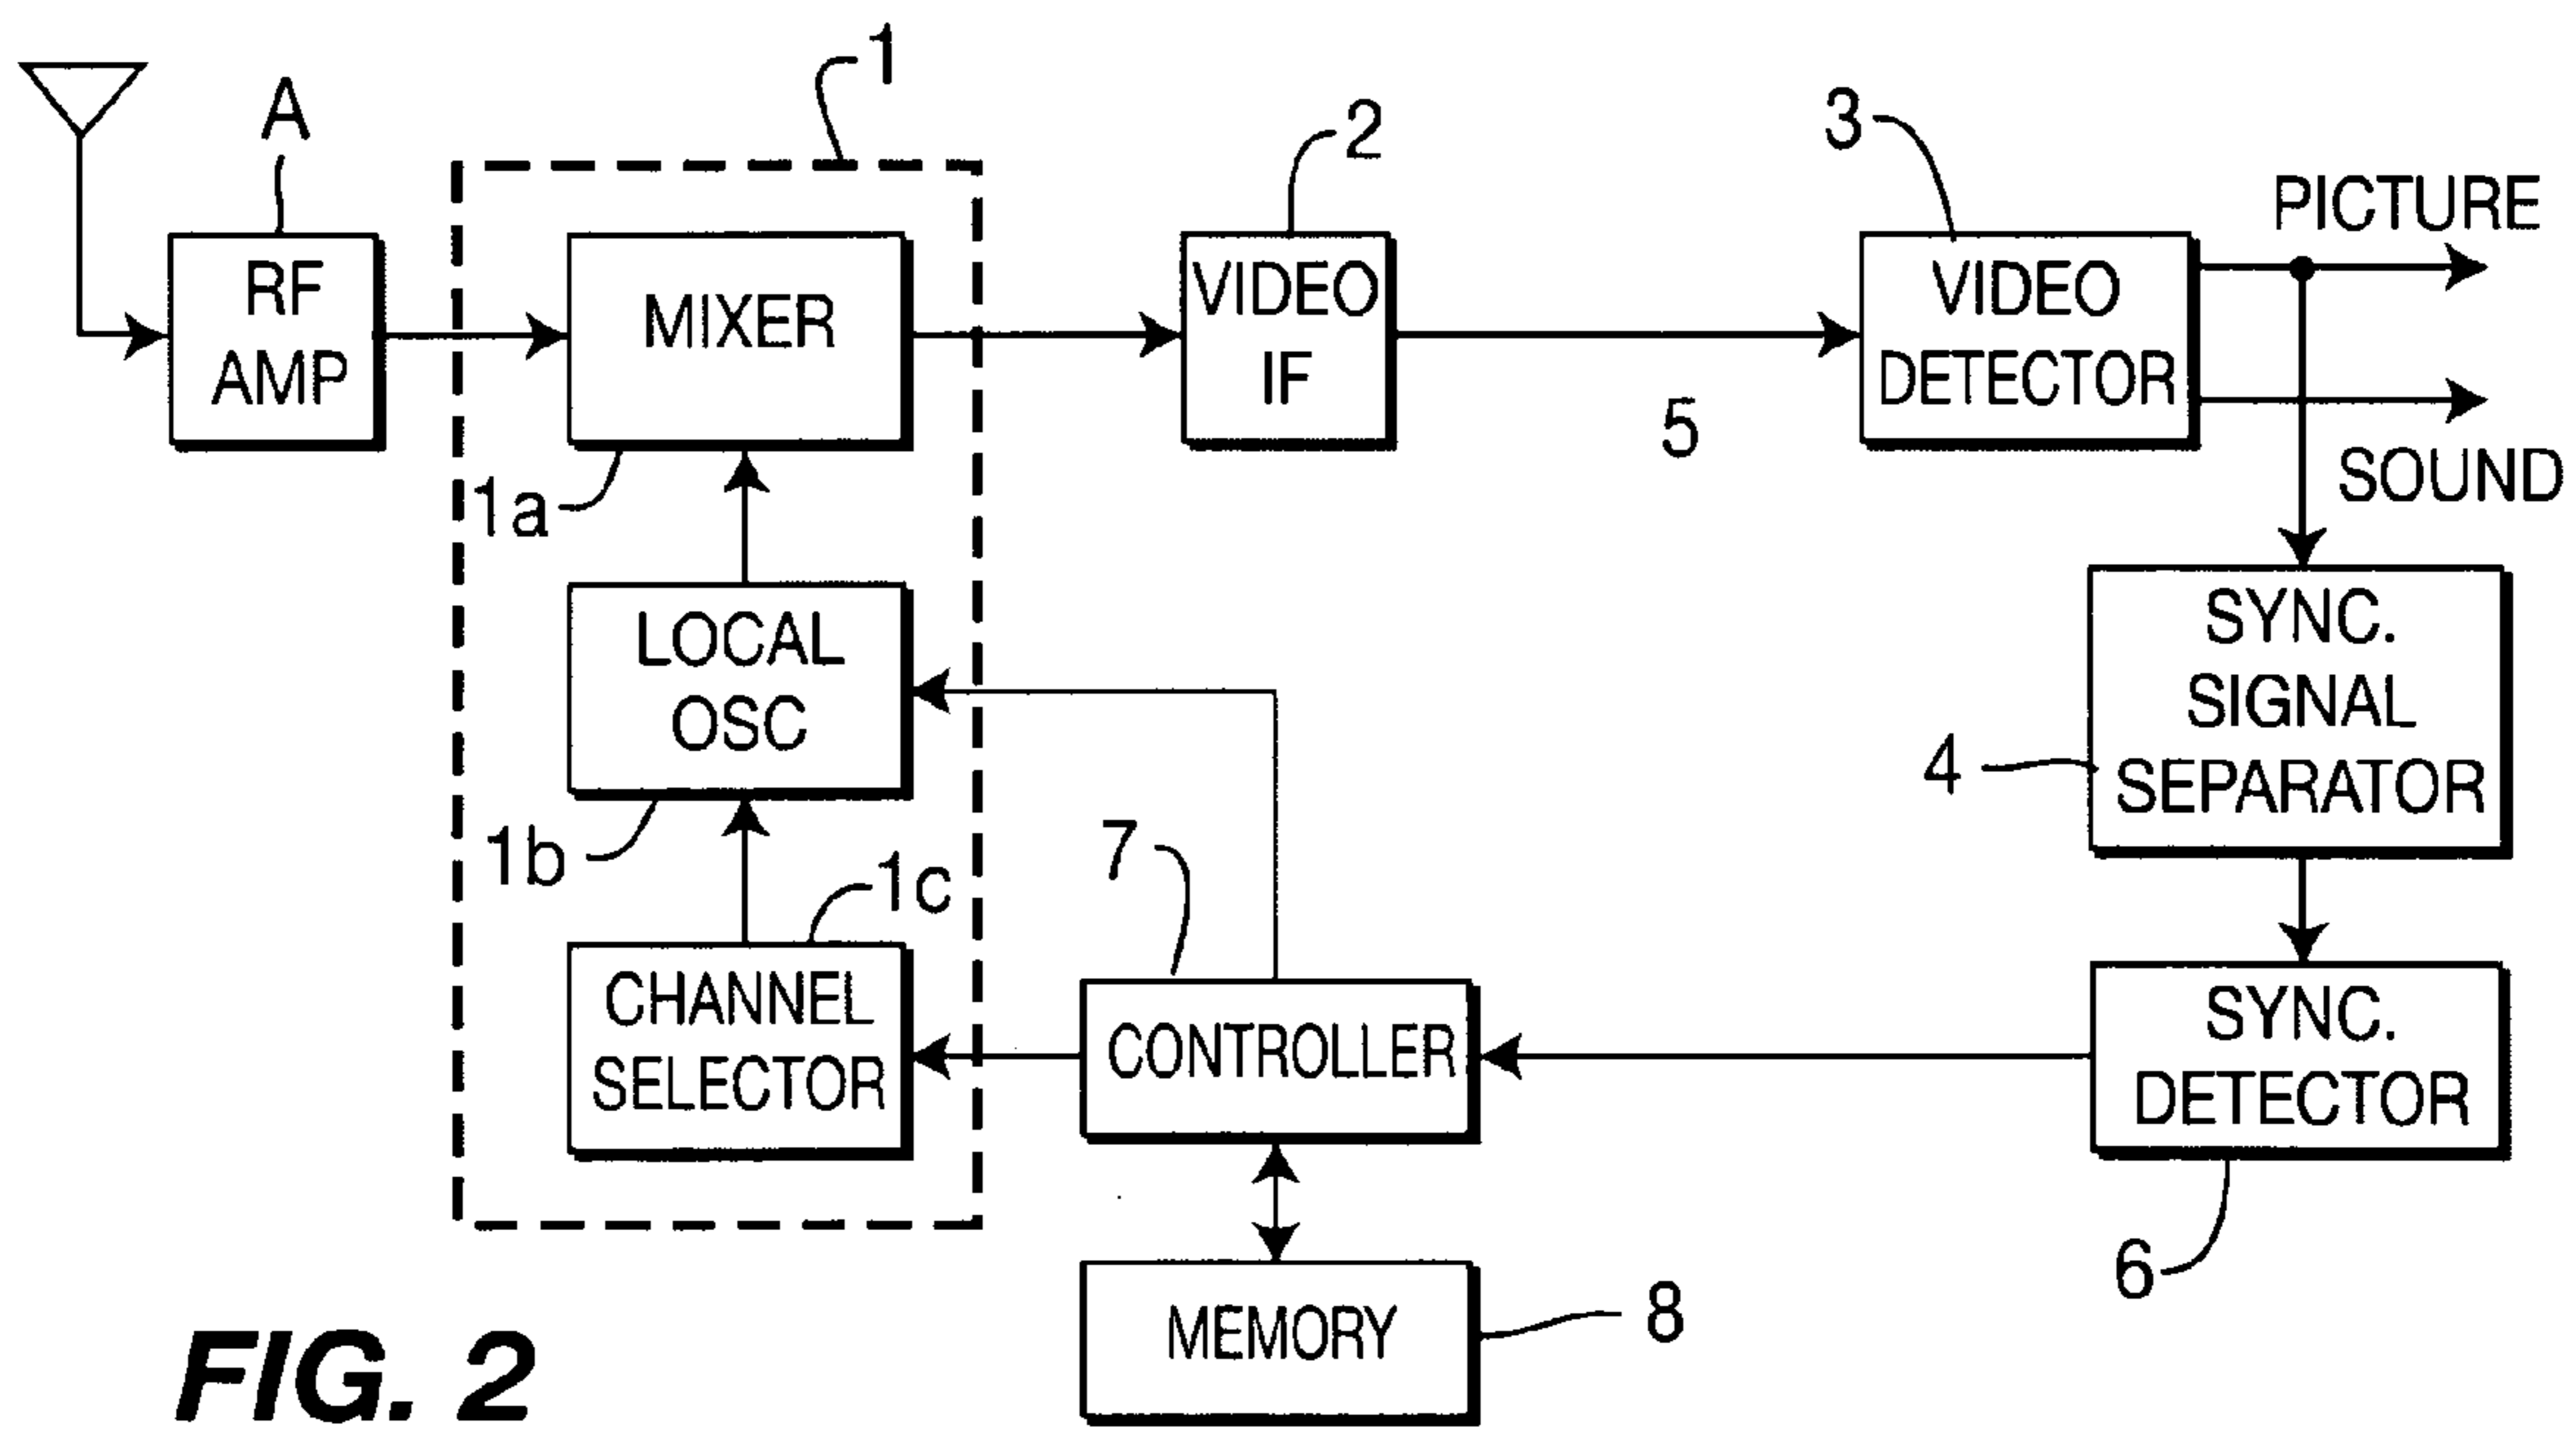 A
1
2
3
PICTURE
RF
AMP
MIXER
VIDEO
IF
5
VIDEO
DETECTOR
SOUND
1a
LOCAL
OSC
SYNC.
SIGNAL
SEPARATOR
4
1b
1c
7
CHANNEL
SELECTOR
CONTROLLER
SYNC.
DETECTOR
6
MEMORY
8
FIG. 2